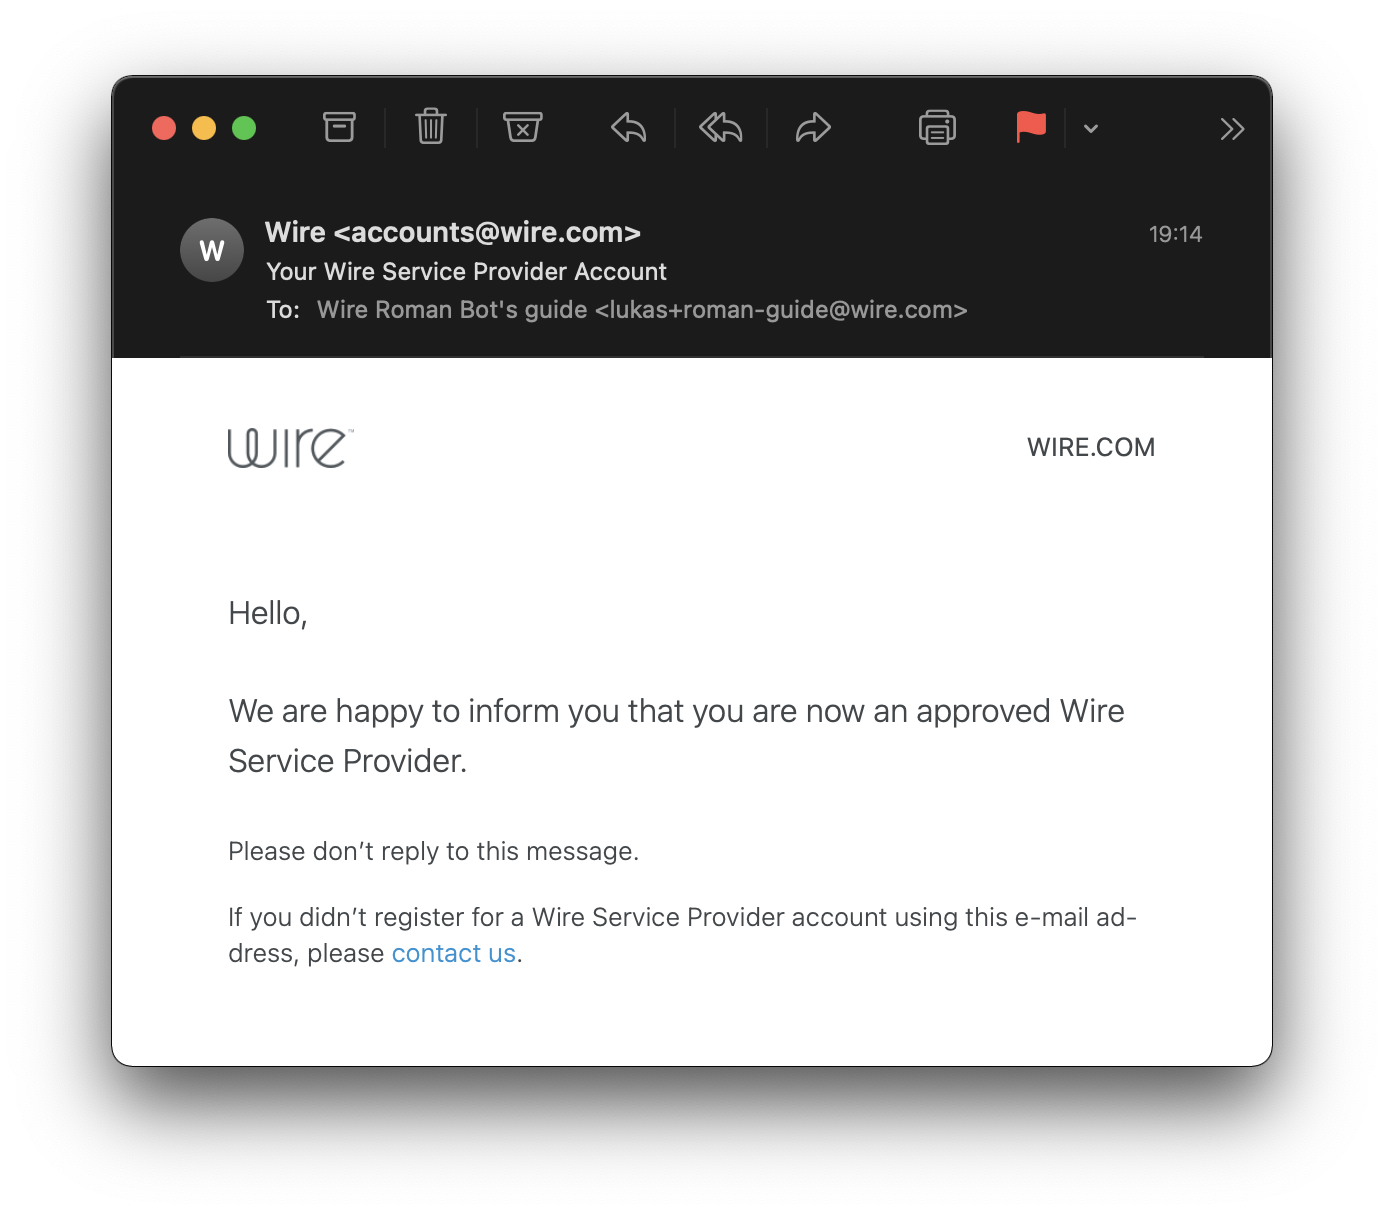 W
Wire <accounts@wire.com>
19:14
Your Wire Service Provider Account
To: Wire Roman Bot's guide <lukas+roman-guide@wire.com>
wire™
WIRE.COM
Hello,
We are happy to inform you that you are now an approved Wire
Service Provider.
Please don’t reply to this message.
If you didn’t register for a Wire Service Provider account using this e-mail ad-
dress, please contact us.